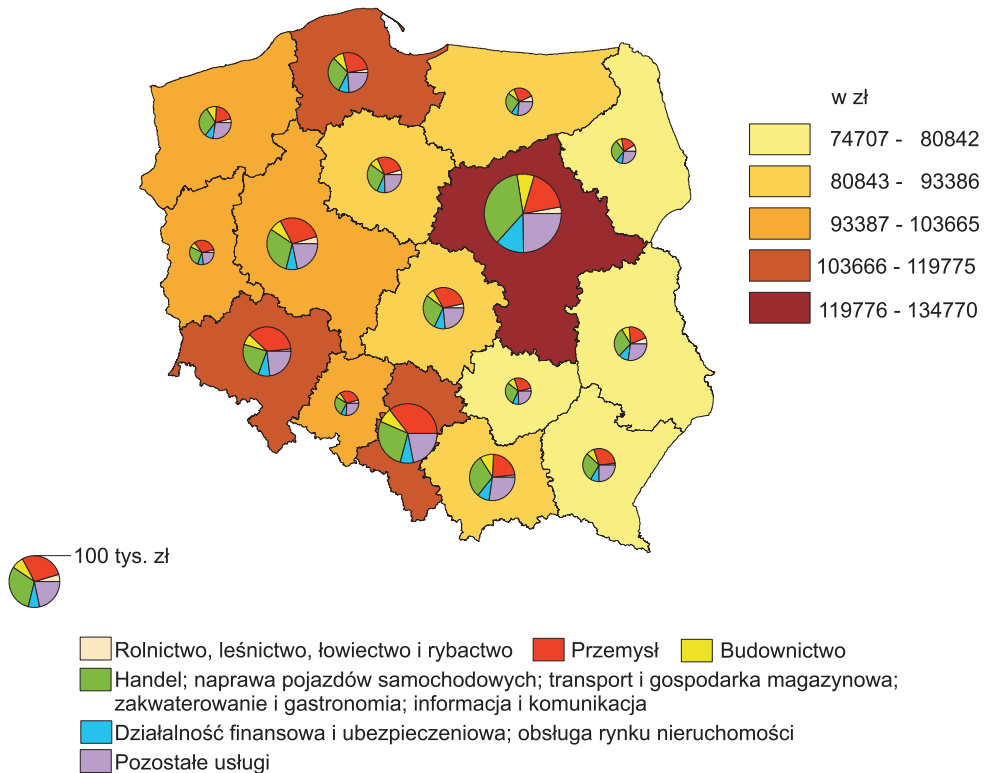 w zł
74707 - 80842
80843 - 93386
93387 - 103665
103666 - 119775
119776 - 134770
100 tys. zł
Rolnictwo, leśnictwo, łowiectwo i rybactwo
Przemysł
Budownictwo
Handel; naprawa pojazdów samochodowych; transport i gospodarka magazynowa;
zakwaterowanie i gastronomia; informacja i komunikacja
Działalność finansowa i ubezpieczeniowa; obsługa rynku nieruchomości
Pozostałe usługi